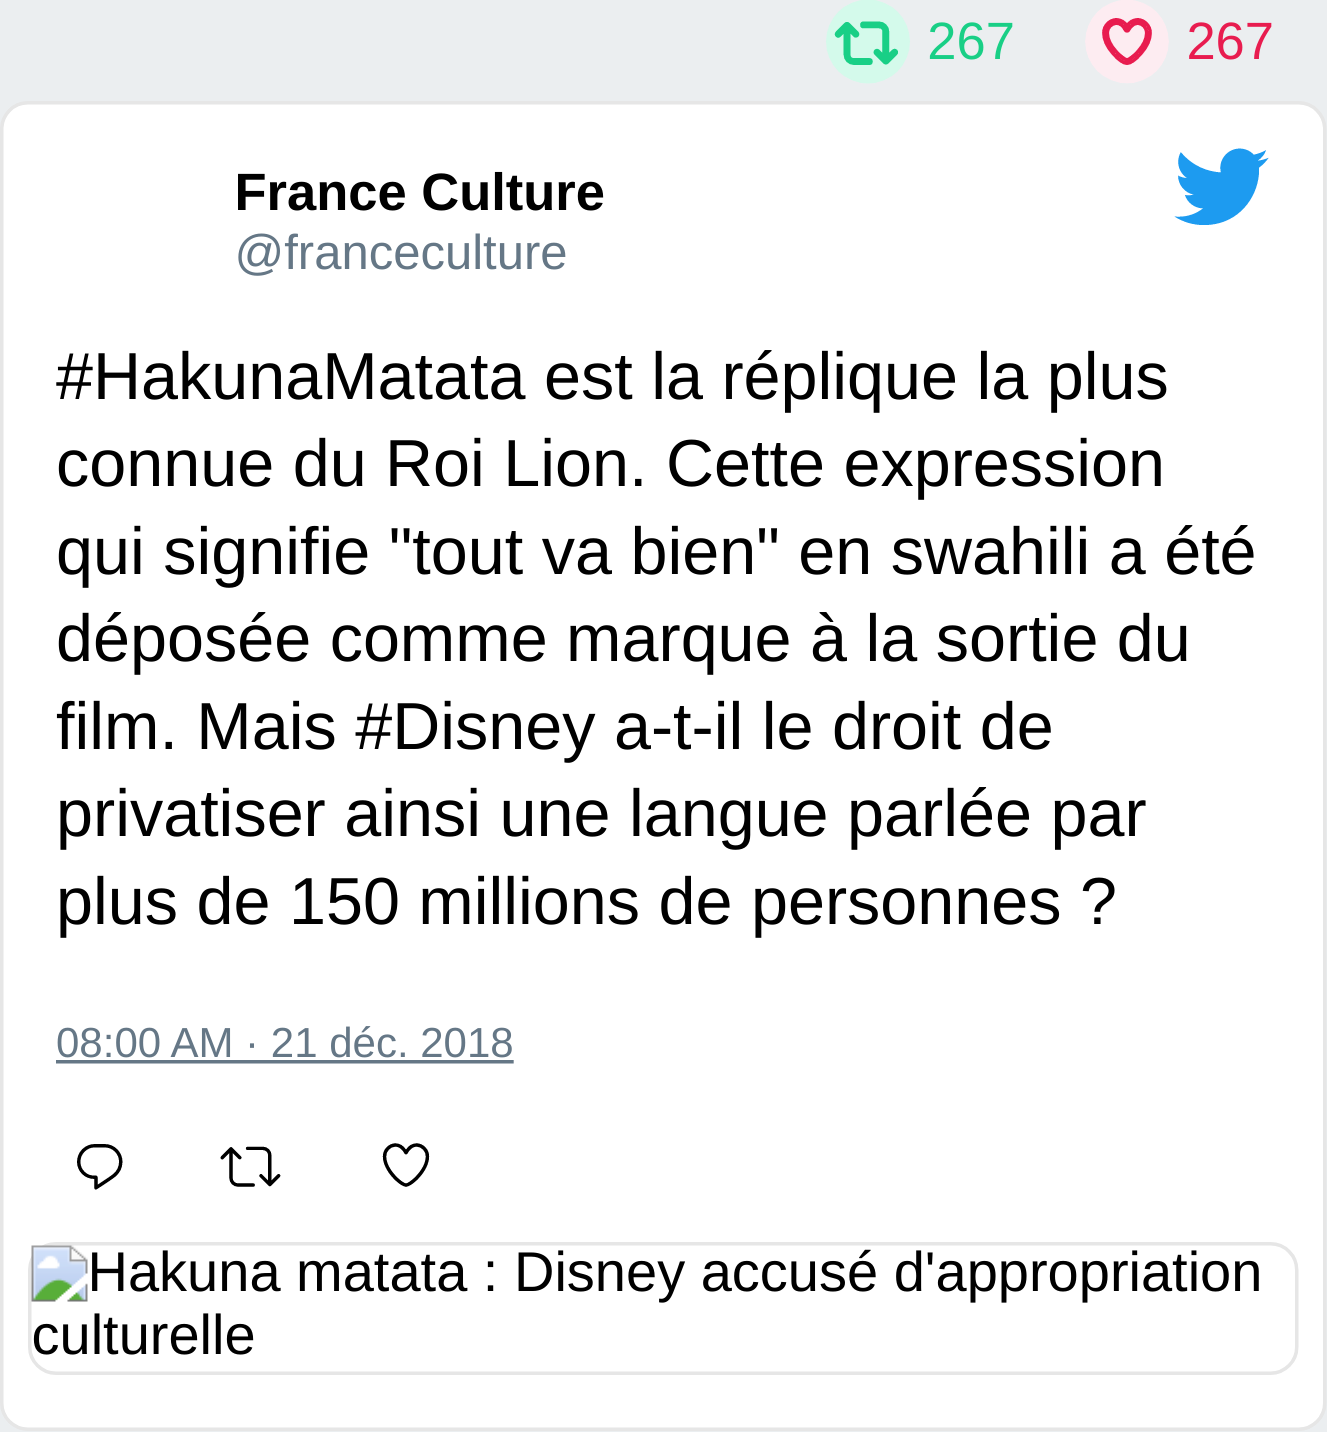 267 267
France Culture
@franceculture
#HakunaMatata est la réplique la plus
connue du Roi Lion. Cette expression
qui signifie "tout va bien" en swahili a été
déposée comme marque à la sortie du
film. Mais #Disney a-t-il le droit de
privatiser ainsi une langue parlée par
plus de 150 millions de personnes ?
08:00 AM · 21 déc. 2018
Hakuna matata : Disney accusé d'appropriation
culturelle